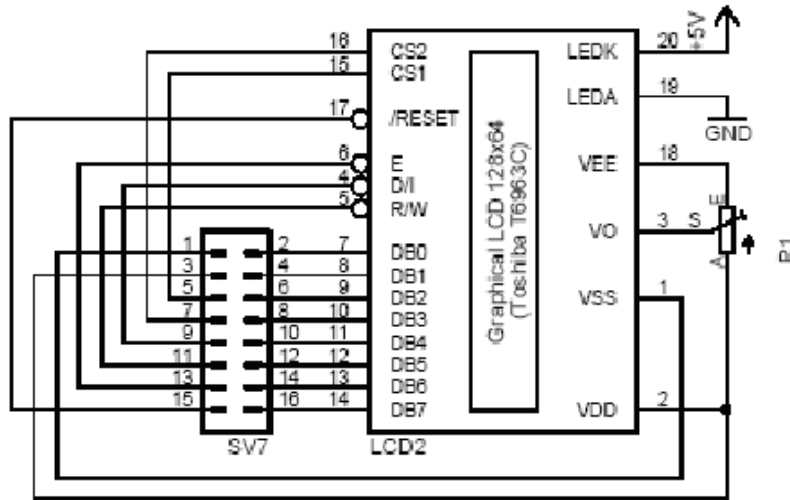 16 CS2 LEDK 20 +5V
15 CS1
17 /RESET LEDA 19 GND
6 E VEE 18 E
4 D/I
5 R/W VO 3 S
P1
A
1 2 7 DB0
3 4 8 DB1 VSS 1
5 6 9 DB2
7 8 10 DB3
9 10 11 DB4
11 12 12 DB5
13 14 13 DB6
15 16 14 DB7 VDD 2
Graphical LCD 128x64
(Toshiba T6963C)
SV7 LCD2